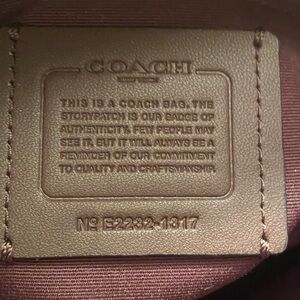 COACH
THIS IS A COACH BAG. THE
STORYPATCH IS OUR BADGE OF
AUTHENTICITY. FEW PEOPLE MAY
SEE IT, BUT IT WILL ALWAYS BE A
REMINDER OF OUR COMMITMENT
TO QUALITY AND CRAFTSMANSHIP.
Nº E2232-1317